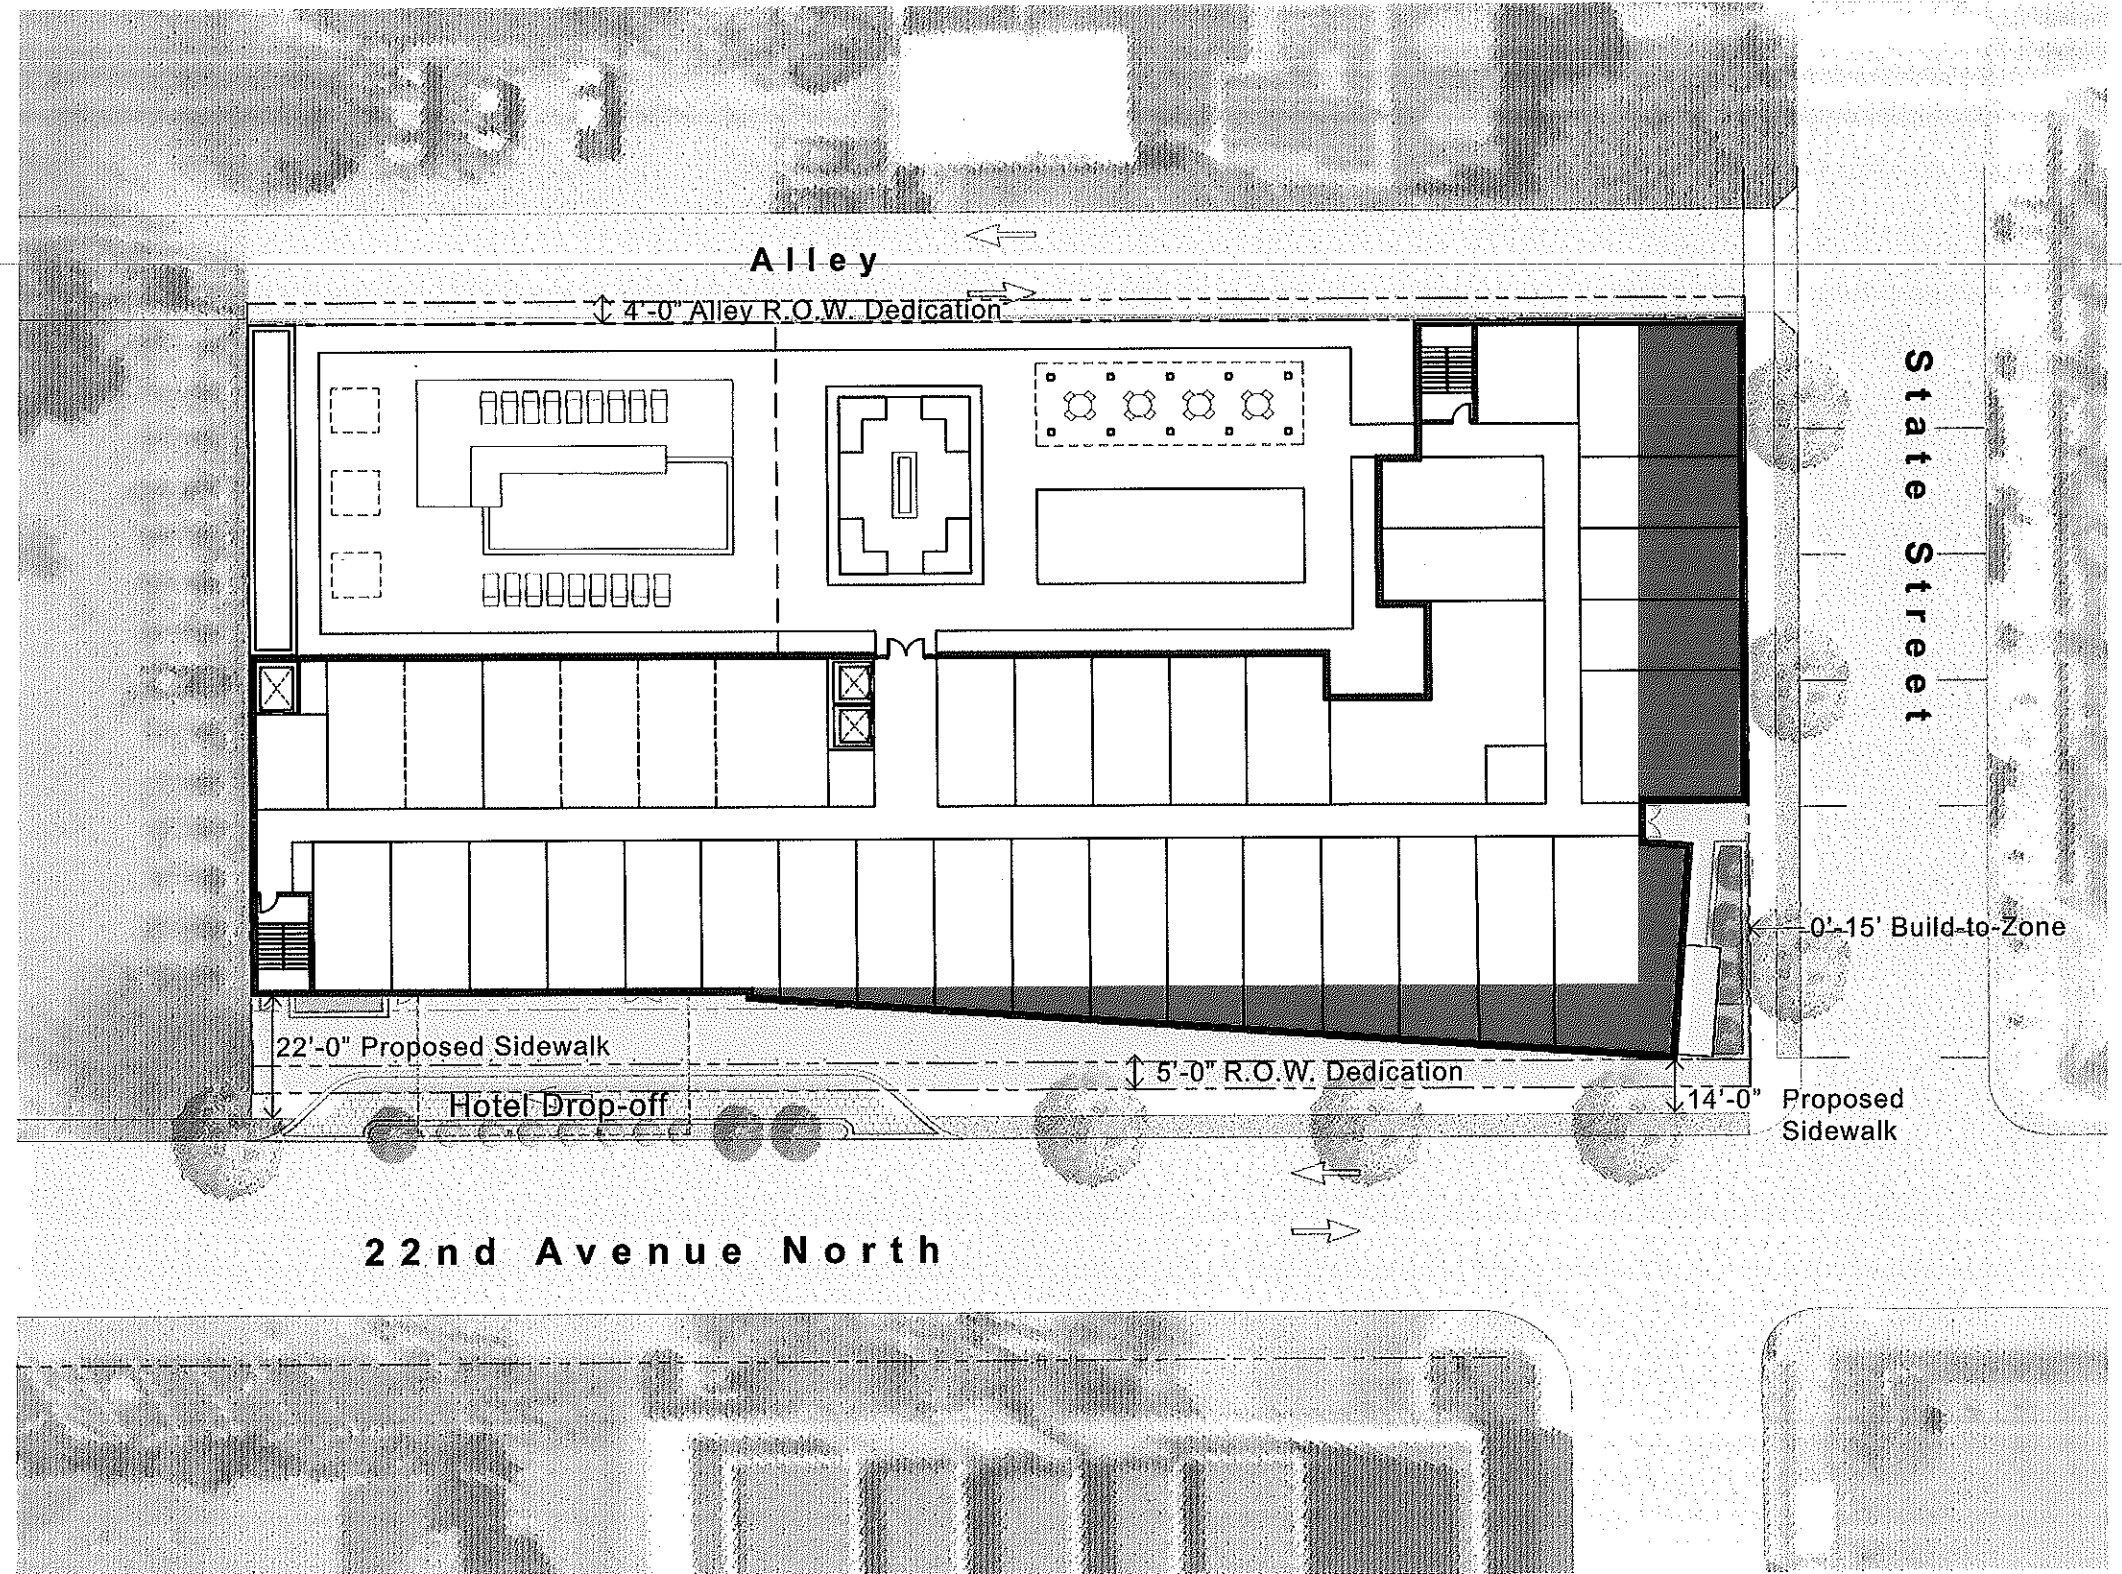 Alley
4'-0" Alley R.O.W. Dedication
State Street
0'-15' Build-to-Zone
22'-0" Proposed Sidewalk
5'-0" R.O.W. Dedication
Hotel Drop-off
14'-0" Proposed
Sidewalk
22nd Avenue North